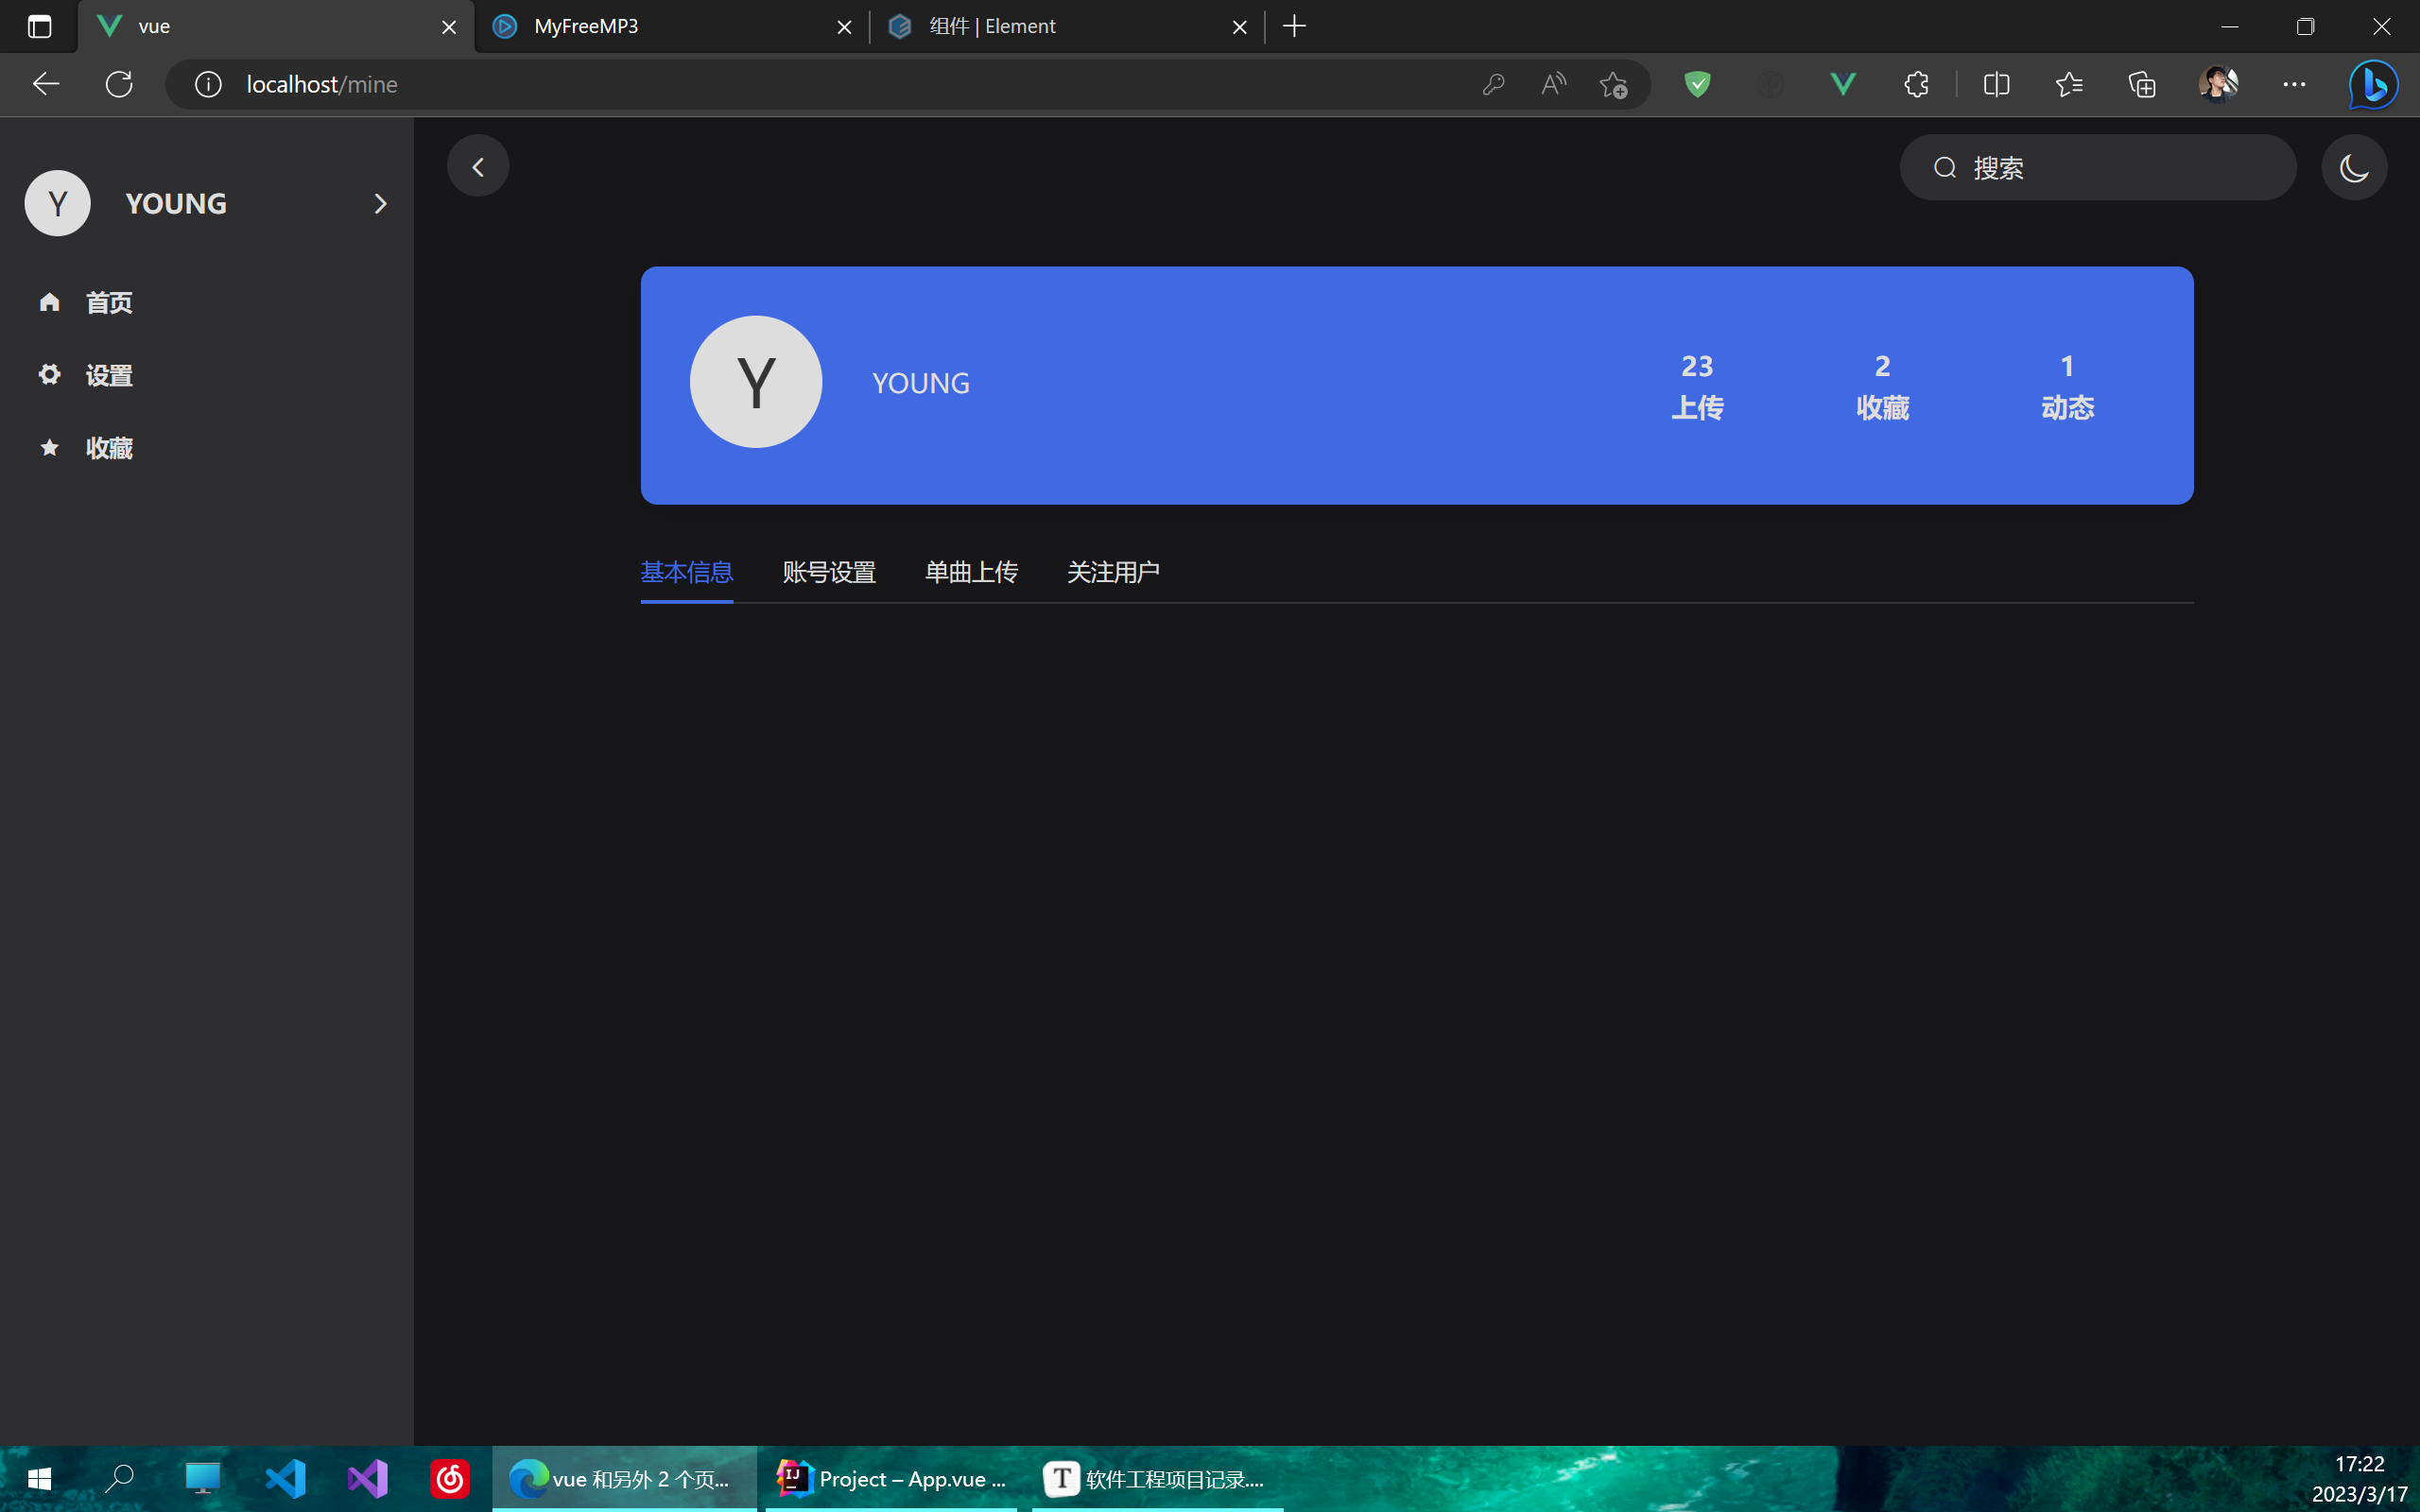 vue
MyFreeMP3
组件 | Element
localhost/mine
Y
YOUNG
首页
设置
收藏
搜索
Y
YOUNG
23
上传
2
收藏
1
动态
基本信息
账号设置
单曲上传
关注用户
vue 和另外 2 个页...
Project – App.vue ...
软件工程项目记录....
17:22
2023/3/17